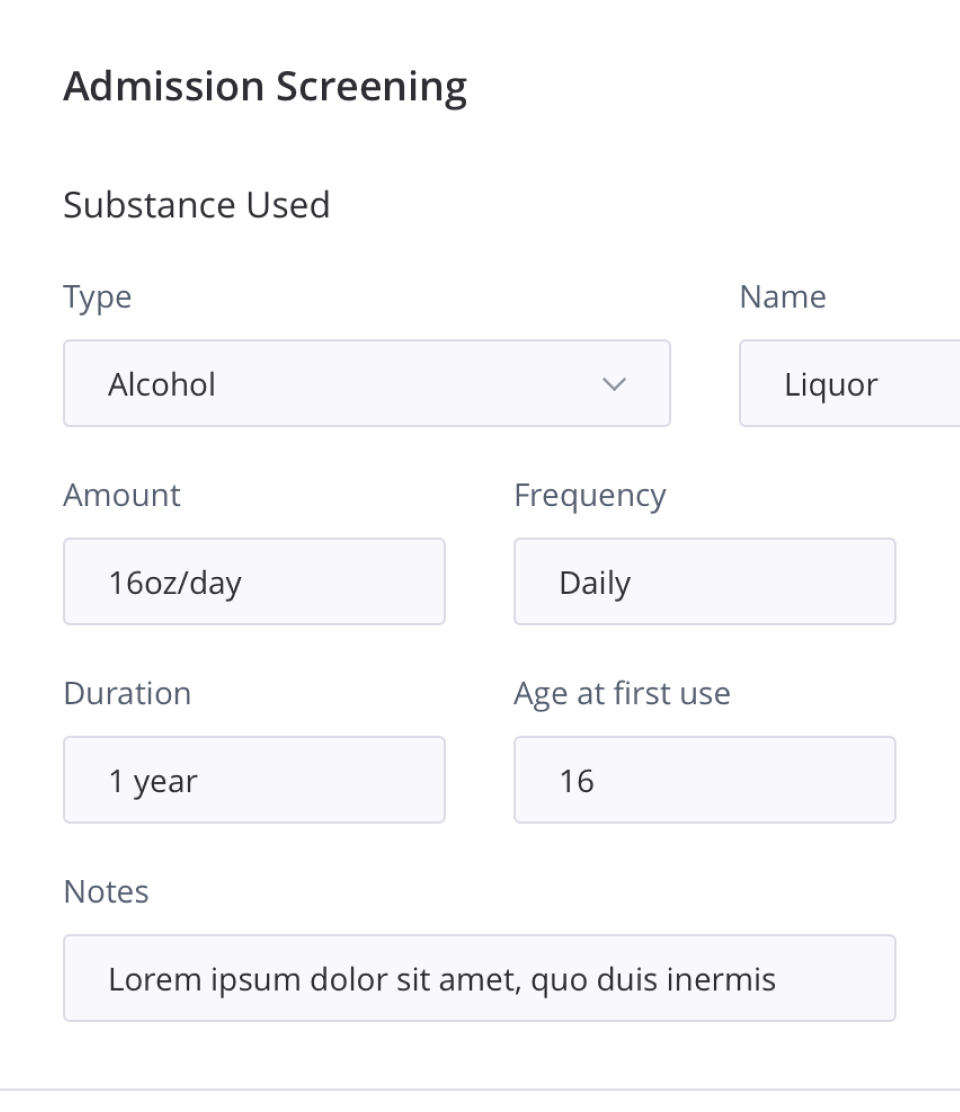 Admission Screening
Substance Used
Type
Name
Alcohol
Liquor
Amount
Frequency
16oz/day
Daily
Duration
Age at first use
1 year
16
Notes
Lorem ipsum dolor sit amet, quo duis inermis